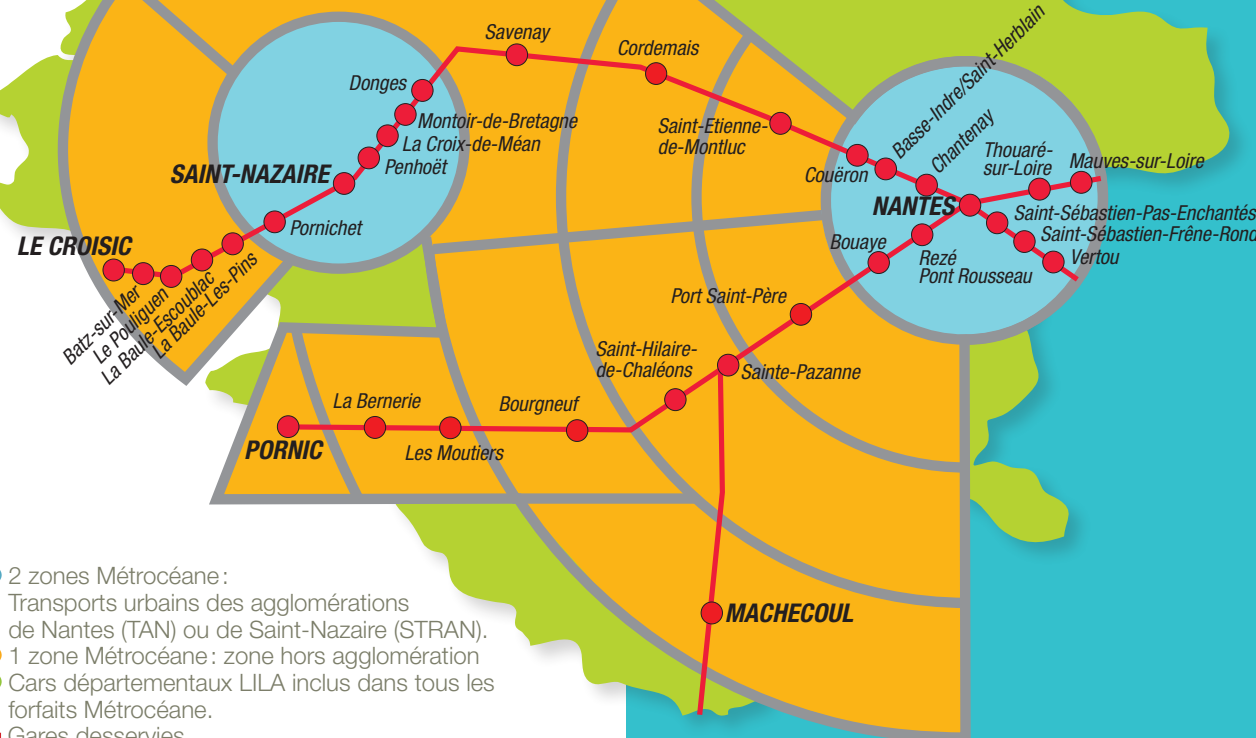 Savenay
Cordemais
Donges
Montoir-de-Bretagne
La Croix-de-Méan
Penhoët
SAINT-NAZAIRE
Pornichet
LE CROISIC
Batz-sur-Mer
Le Pouliguen
La Baule-Escoublac
La Baule-Les-Pins
Saint-Etienne-
de-Montluc
Couëron
Basse-Indre/Saint-Herblain
Chantenay
Thouaré-
sur-Loire
Mauves-sur-Loire
NANTES
Saint-Sébastien-Pas-Enchantés
Saint-Sébastien-Frêne-Rond
Vertou
Bouaye
Rezé
Pont Rousseau
Port Saint-Père
Saint-Hilaire-
de-Chaléons
Sainte-Pazanne
La Bernerie
Bourgneuf
PORNIC
Les Moutiers
MACHECOUL
2 zones Métrocéane :
Transports urbains des agglomérations
de Nantes (TAN) ou de Saint-Nazaire (STRAN).
1 zone Métrocéane : zone hors agglomération
Cars départementaux LILA inclus dans tous les
forfaits Métrocéane.
Gares desservies